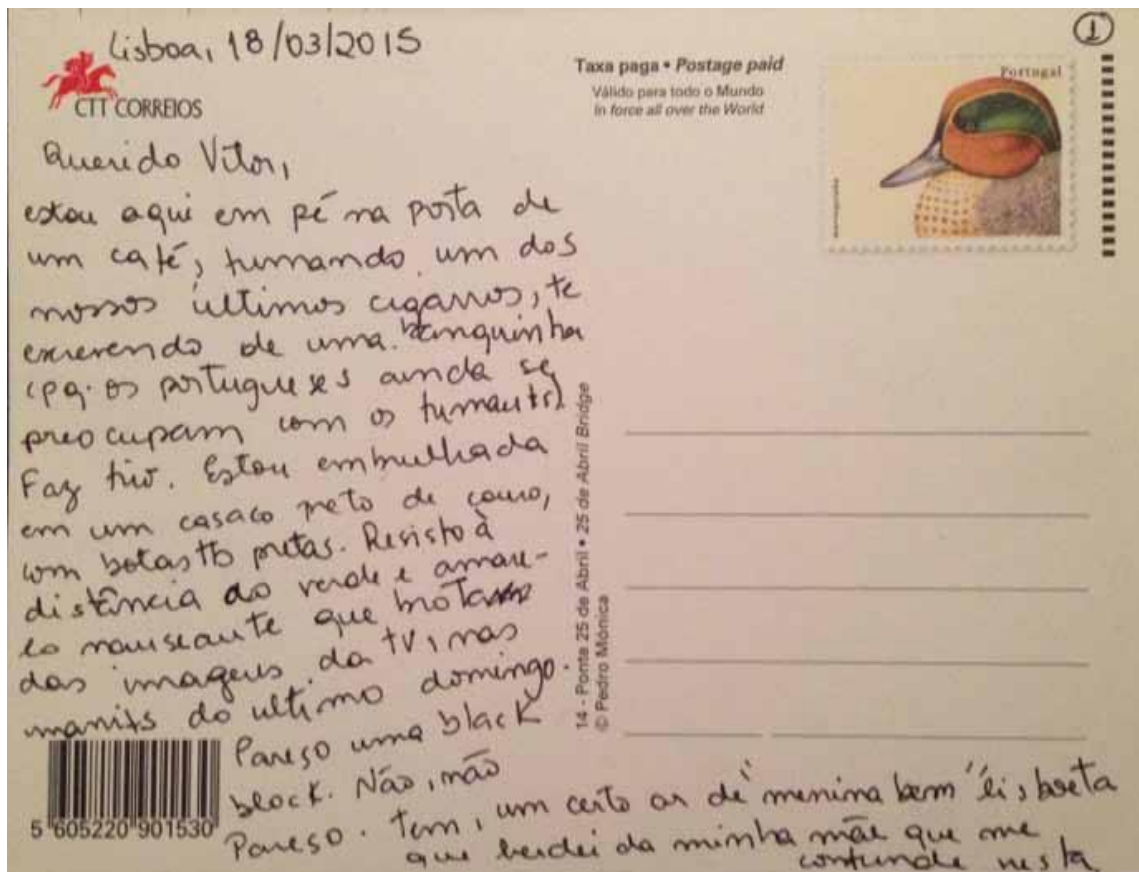 Lisboa, 18/03/2015
CTT CORREIOS
Taxa paga • Postage paid
Válido para todo o Mundo
In force all over the World
Portugal
1
Querido Vitor,
estou aqui em pé na porta de
um café, fumando um dos
nossos últimos cigarros, te
escrevendo de uma banquinha
(pq. os portugueses ainda se
preocupam com os fumantes).
Faz frio. Estou embrulhada
em um casaco preto de couro,
com botas tb pretas. Resisto à
distância ao verde e amare-
lo nauseante que brota
das imagens da tv, nas
manifs do ultimo domingo.
Pareço uma black
block. Não, não
Pareço. Tem, um certo ar de "menina bem"
que herdei da minha mãe que me
confunde nesta
14 - Ponte 25 de Abril • 25 de Abril Bridge
© Pedro Mónica
5 605220 901530